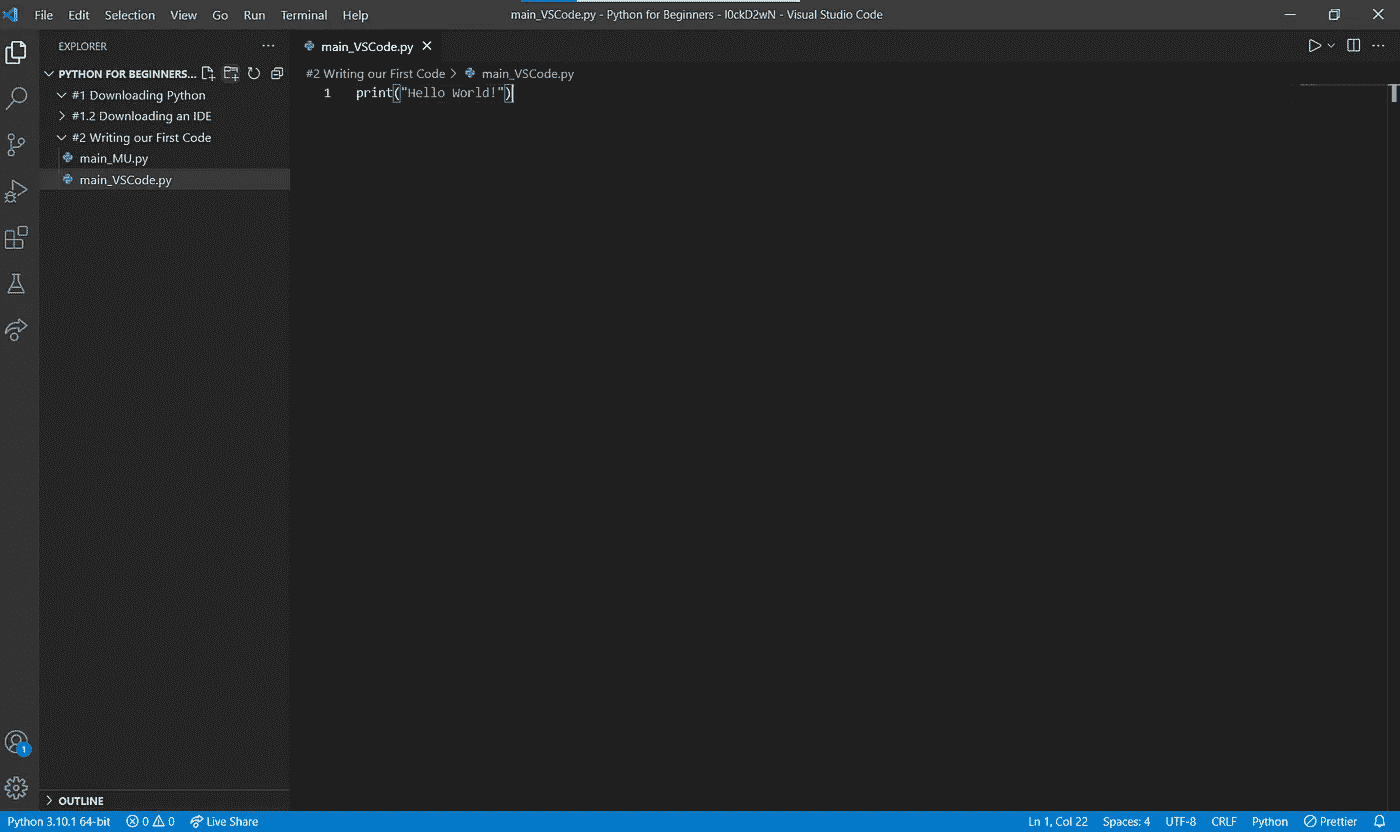 File Edit Selection View Go Run Terminal Help
main_VSCode.py - Python for Beginners - l0ckD2wN - Visual Studio Code
EXPLORER
PYTHON FOR BEGINNERS...
#1 Downloading Python
#1.2 Downloading an IDE
#2 Writing our First Code
main_MU.py
main_VSCode.py
OUTLINE
main_VSCode.py
#2 Writing our First Code > main_VSCode.py
1 print("Hello World!")
1
Python 3.10.1 64-bit 0 0 Live Share
Ln 1, Col 22 Spaces: 4 UTF-8 CRLF Python Prettier